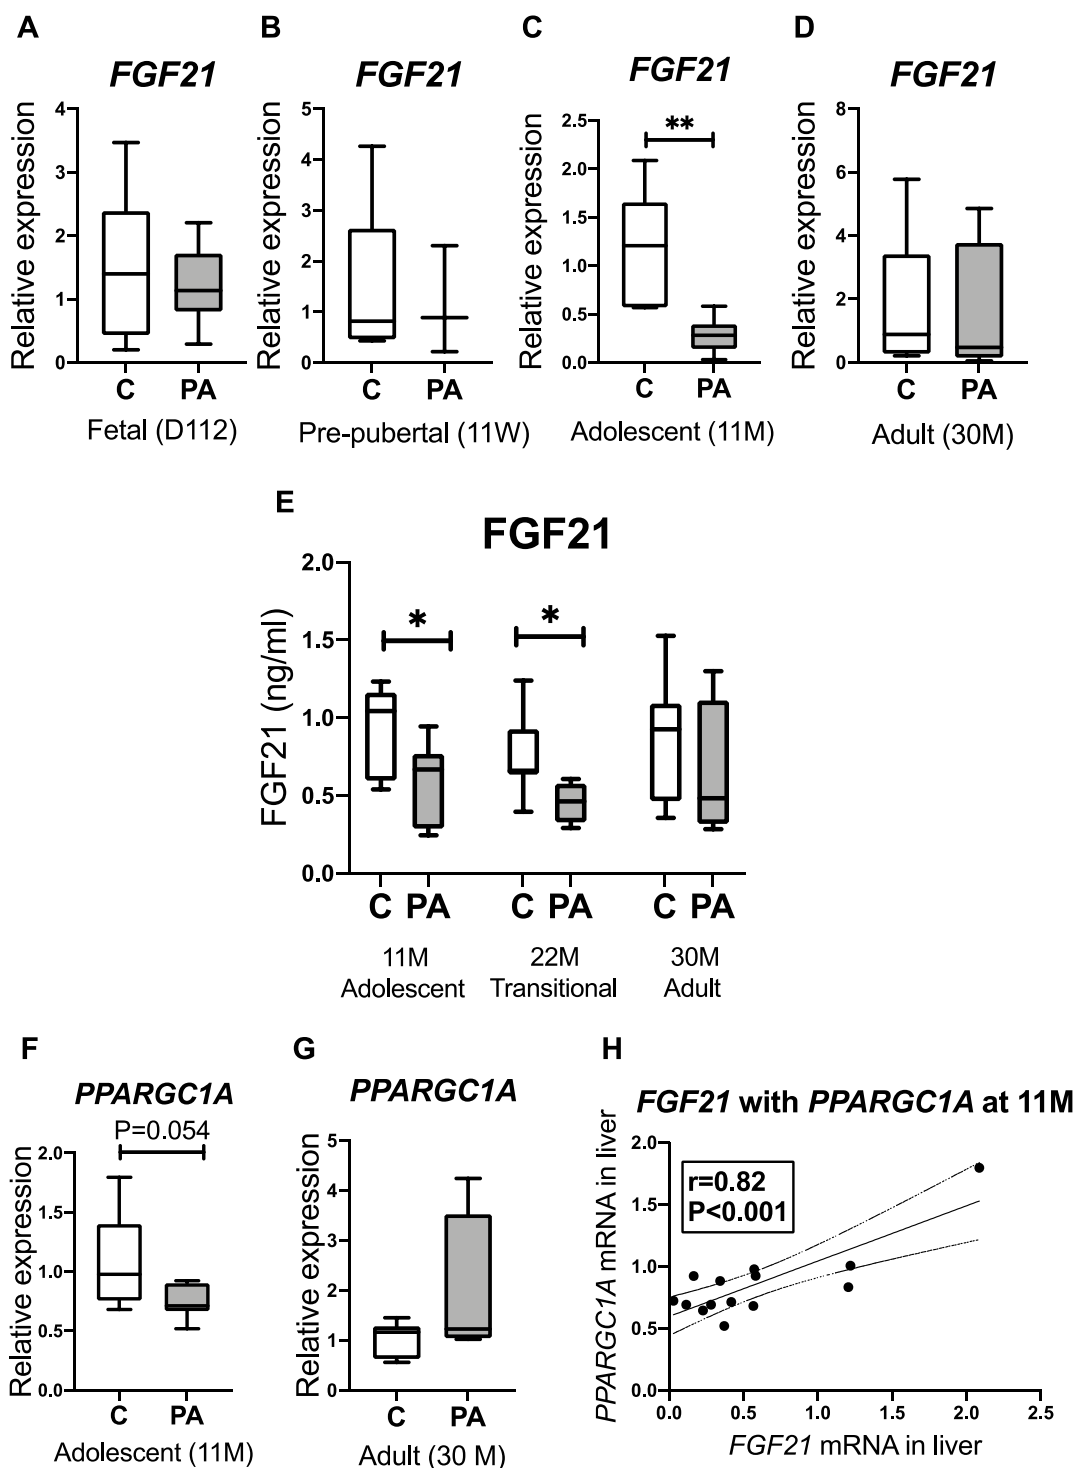 A
FGF21
Relative expression
4
3
2
1
0
C PA
Fetal (D112)
B
FGF21
Relative expression
5
4
3
2
1
0
C PA
Pre-pubertal (11W)
C
FGF21
Relative expression
2.5
2.0
1.5
1.0
0.5
0.0
**
C PA
Adolescent (11M)
D
FGF21
Relative expression
8
6
4
2
0
C PA
Adult (30M)
E
FGF21
FGF21 (ng/ml)
2.0
1.5
1.0
0.5
0.0
* *
C PA C PA C PA
11M 22M 30M
Adolescent Transitional Adult
F
PPARGC1A
P=0.054
Relative expression
2.0
1.5
1.0
0.5
0.0
C PA
Adolescent (11M)
G
PPARGC1A
Relative expression
5
4
3
2
1
0
C PA
Adult (30 M)
H
FGF21 with PPARGC1A at 11M
PPARGC1A mRNA in liver
2.0
1.5
1.0
0.5
0.0
r=0.82
P<0.001
0.0 0.5 1.0 1.5 2.0 2.5
FGF21 mRNA in liver